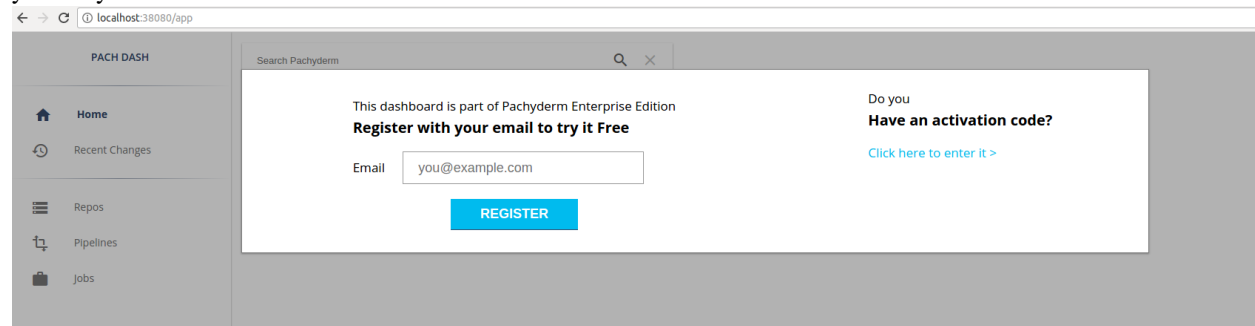 localhost:38080/app
PACH DASH
Search Pachyderm
Home
Recent Changes
Repos
Pipelines
Jobs
This dashboard is part of Pachyderm Enterprise Edition
Register with your email to try it Free
Email
you@example.com
REGISTER
Do you
Have an activation code?
Click here to enter it >